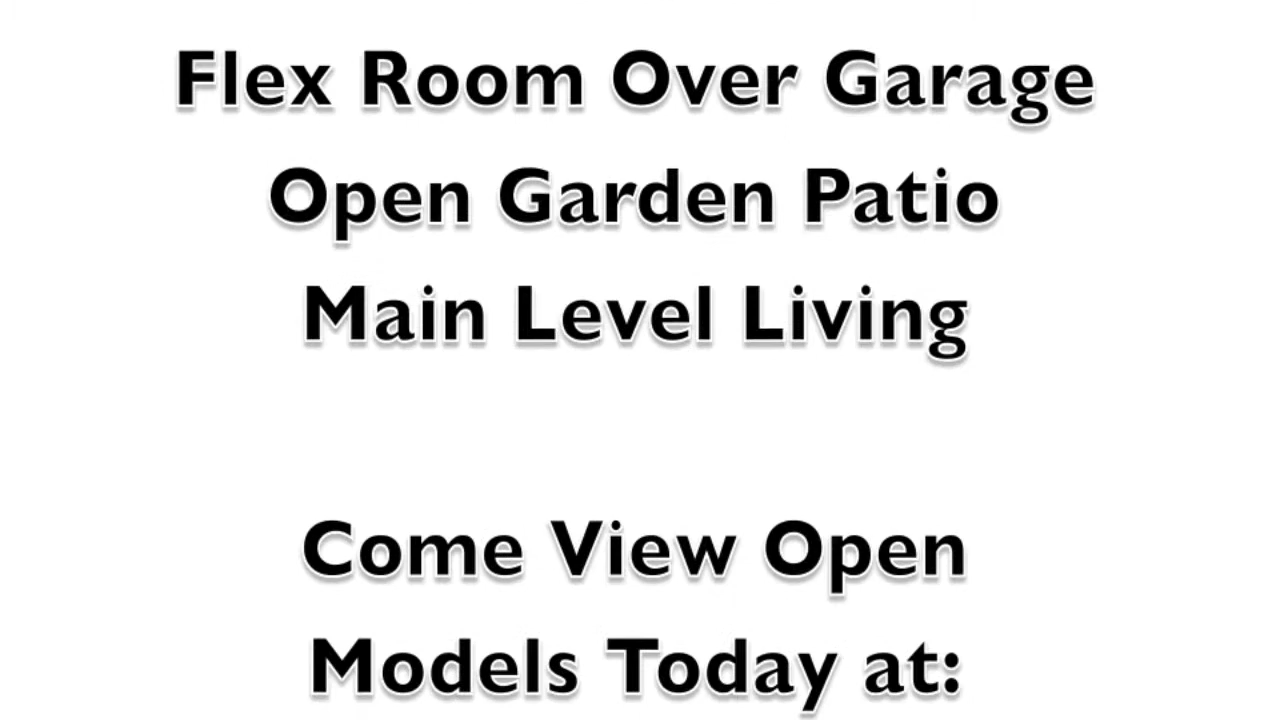 Flex Room Over Garage
Open Garden Patio
Main Level Living
Come View Open
Models Today at: